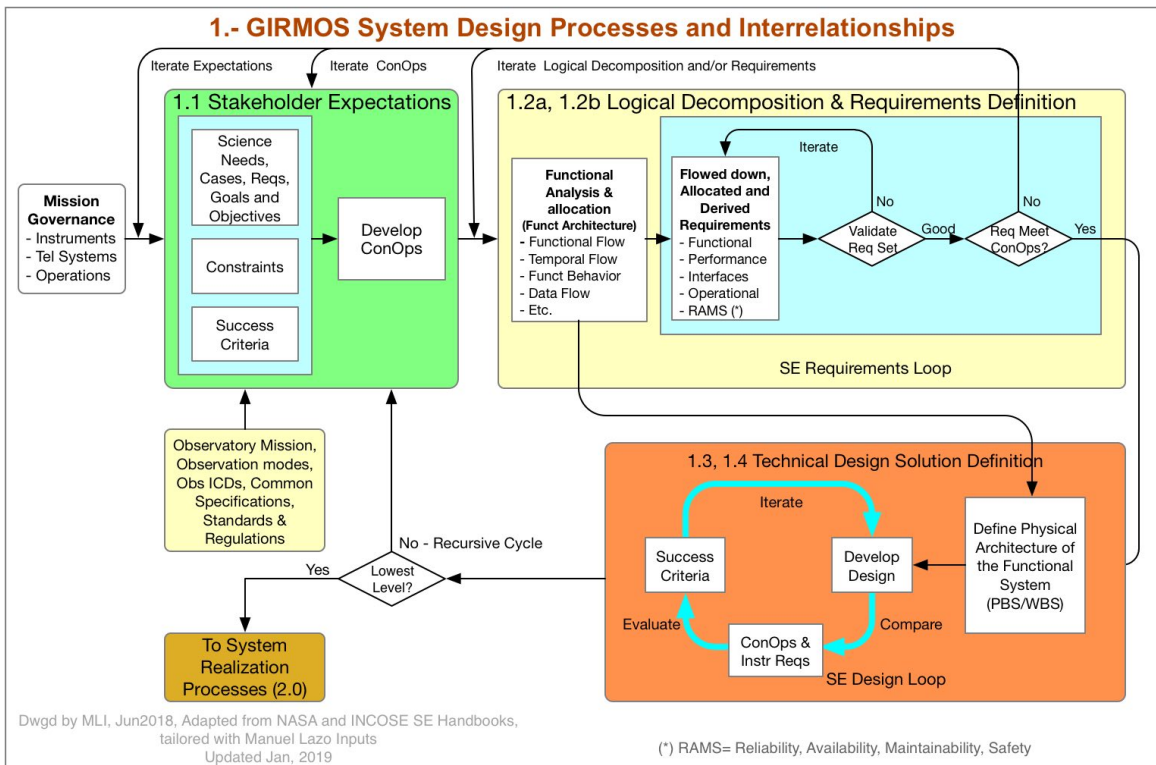 1.- GIRMOS System Design Processes and Interrelationships
Iterate Expectations
Iterate ConOps
Iterate Logical Decomposition and/or Requirements
1.1 Stakeholder Expectations
1.2a, 1.2b Logical Decomposition & Requirements Definition
Mission
Governance
- Instruments
- Tel Systems
- Operations
Science
Needs,
Cases, Reqs,
Goals and
Objectives
Constraints
Success
Criteria
Develop
ConOps
Functional
Analysis &
allocation
(Funct Architecture)
- Functional Flow
- Temporal Flow
- Funct Behavior
- Data Flow
- Etc.
Flowed down,
Allocated and
Derived
Requirements
- Functional
- Performance
- Interfaces
- Operational
- RAMS (*)
Iterate
No
Validate
Req Set
Good
No
Req Meet
ConOps?
Yes
SE Requirements Loop
Observatory Mission,
Observation modes,
Obs ICDs, Common
Specifications,
Standards &
Regulations
1.3, 1.4 Technical Design Solution Definition
Iterate
Success
Criteria
Develop
Design
Define Physical
Architecture of
the Functional
System
(PBS/WBS)
Evaluate
Compare
ConOps &
Instr Reqs
SE Design Loop
No - Recursive Cycle
Yes
Lowest
Level?
To System
Realization
Processes (2.0)
Dwgd by MLI, Jun2018, Adapted from NASA and INCOSE SE Handbooks,
tailored with Manuel Lazo Inputs
Updated Jan, 2019
(*) RAMS= Reliability, Availability, Maintainability, Safety